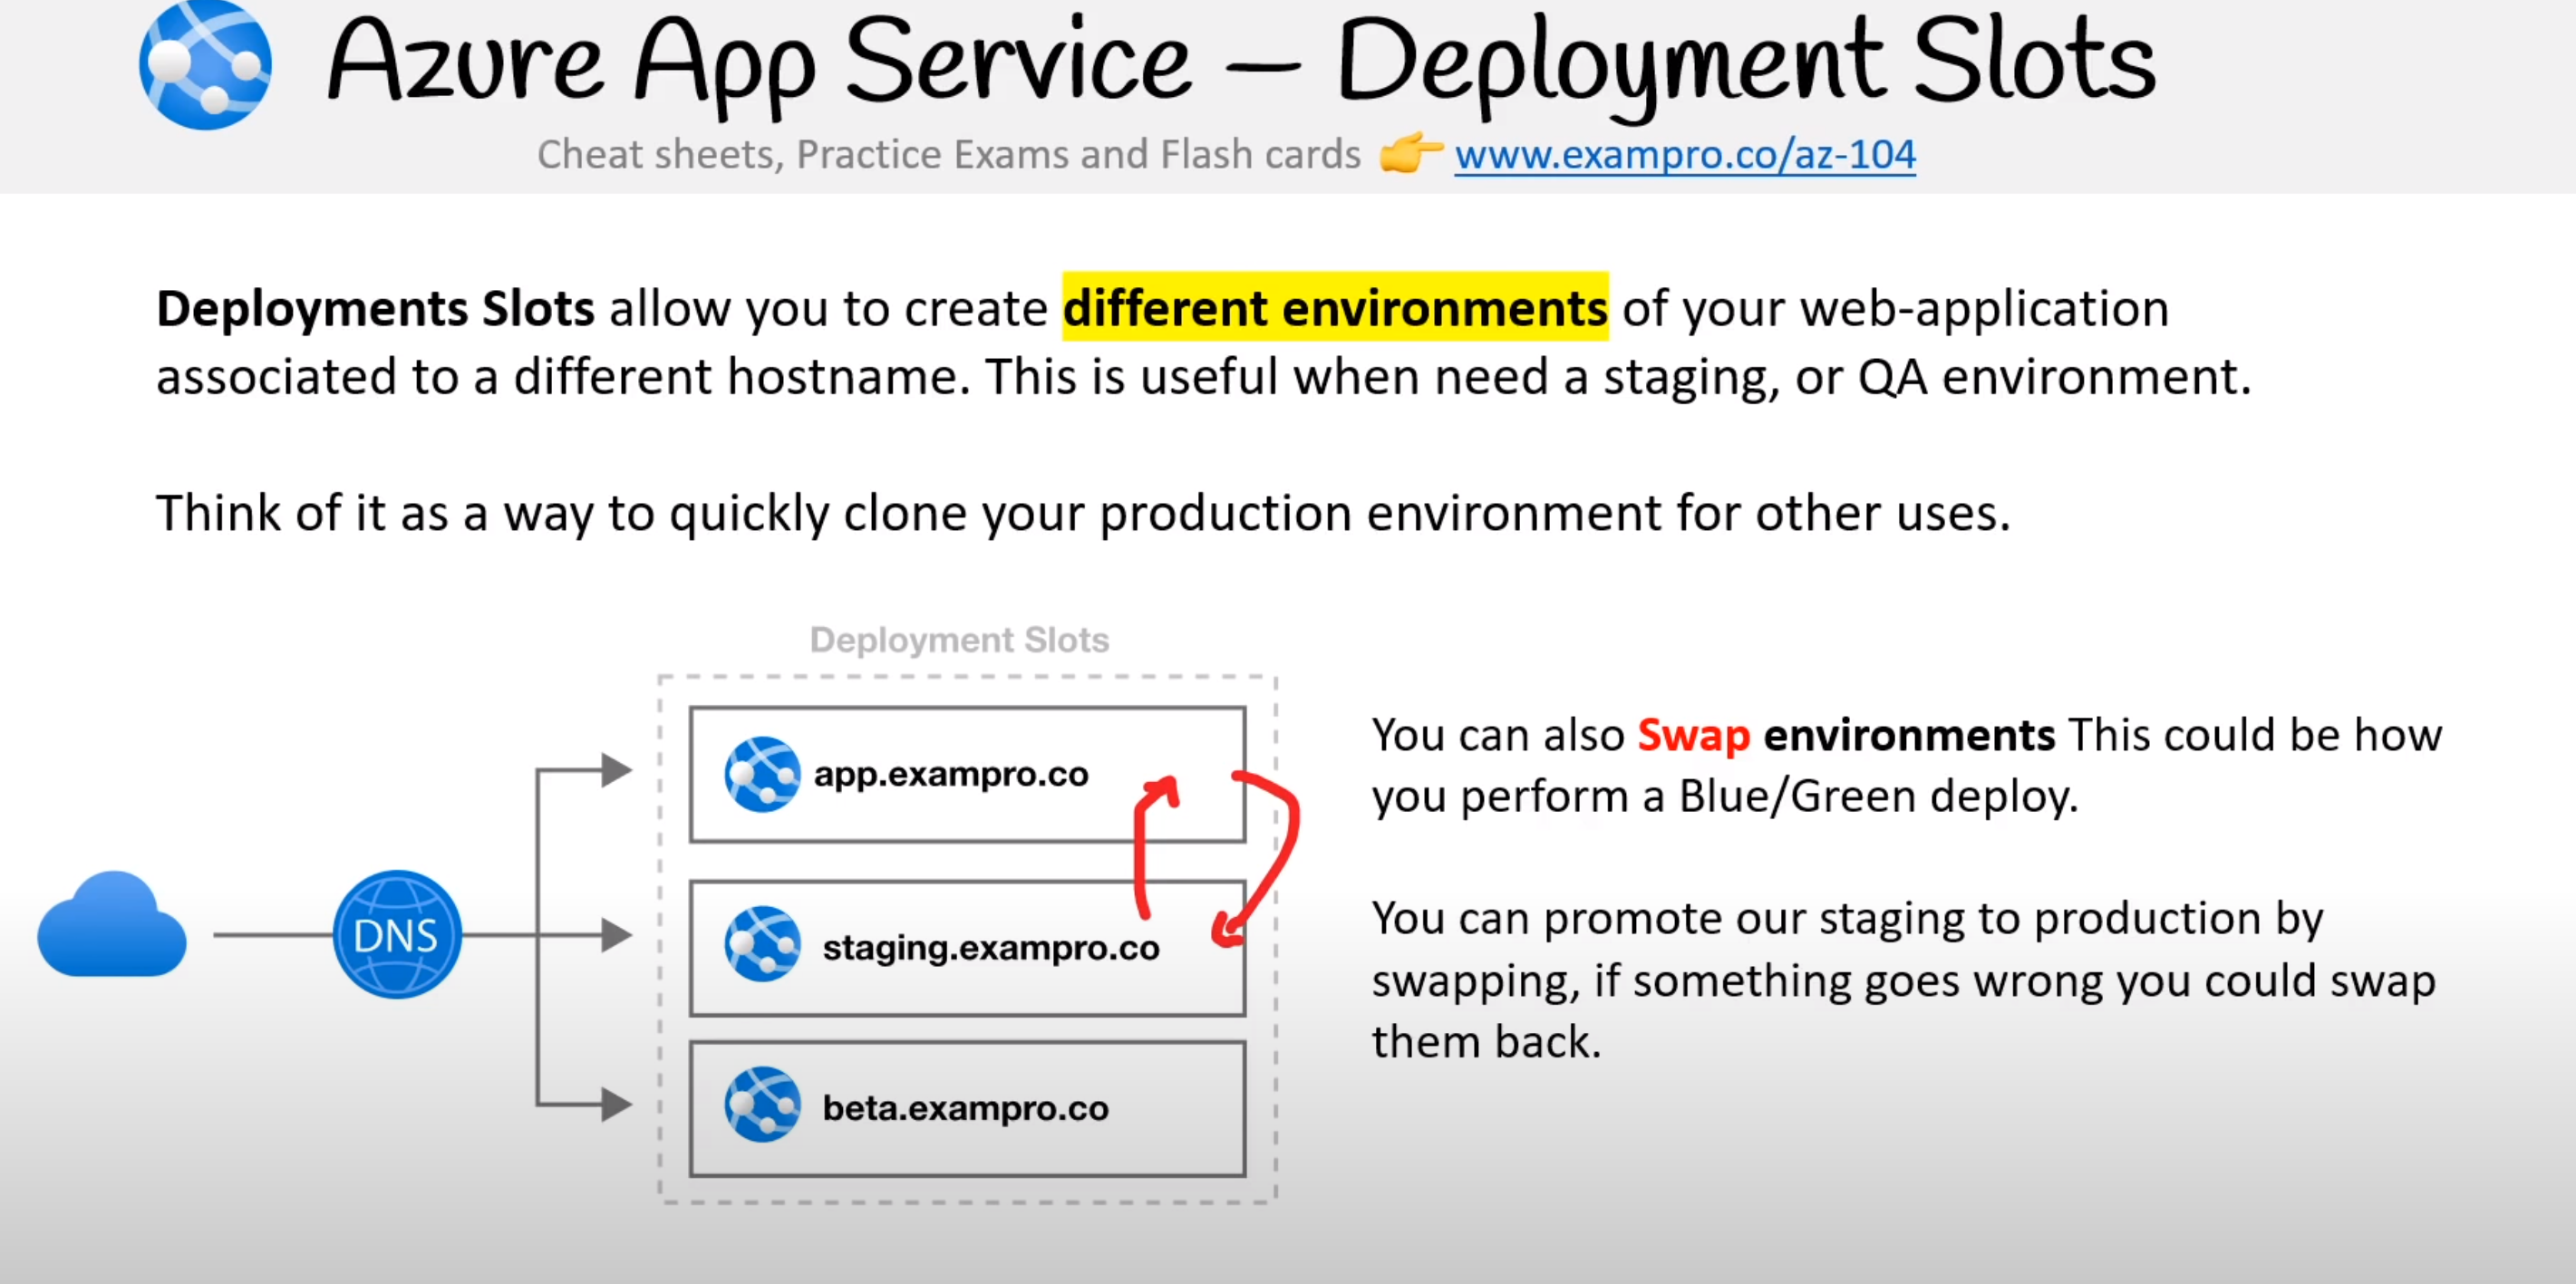 Azure App Service – Deployment Slots
Cheat sheets, Practice Exams and Flash cards 👉 www.exampro.co/az-104
Deployments Slots allow you to create different environments of your web-application
associated to a different hostname. This is useful when need a staging, or QA environment.
Think of it as a way to quickly clone your production environment for other uses.
Deployment Slots
app.exampro.co
DNS
staging.exampro.co
beta.exampro.co
You can also Swap environments This could be how
you perform a Blue/Green deploy.
You can promote our staging to production by
swapping, if something goes wrong you could swap
them back.